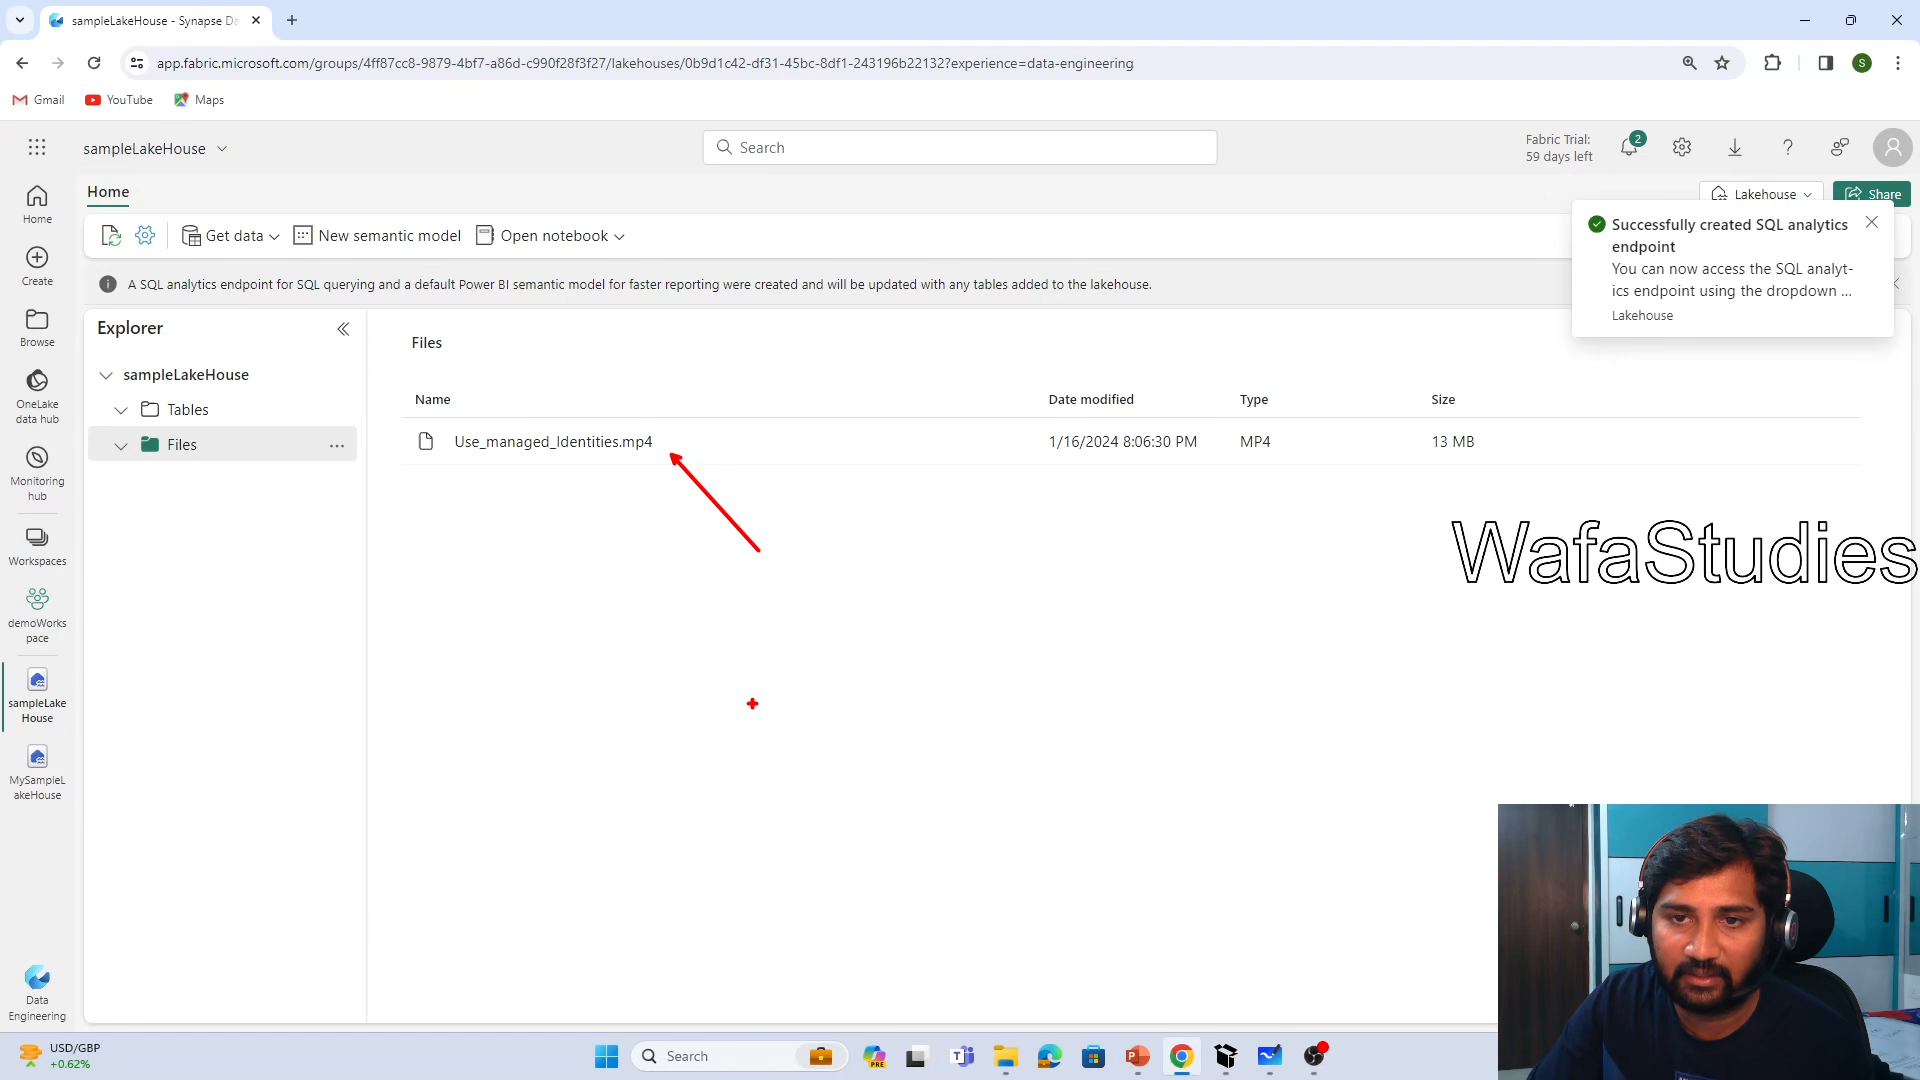 sampleLakeHouse - Synapse Da
app.fabric.microsoft.com/groups/4ff87cc8-9879-4bf7-a86d-c990f28f3f27/lakehouses/0b9d1c42-df31-45bc-8df1-243196b22132?experience=data-engineering
S
Gmail
YouTube
Maps
sampleLakeHouse
Search
Fabric Trial:
59 days left
2
Home
Lakehouse
Share
Get data
New semantic model
Open notebook
Successfully created SQL analytics
endpoint
You can now access the SQL analyt-
ics endpoint using the dropdown ...
Lakehouse
A SQL analytics endpoint for SQL querying and a default Power BI semantic model for faster reporting were created and will be updated with any tables added to the lakehouse.
Home
Create
Browse
OneLake
data hub
Monitoring
hub
Workspaces
demoWorks
pace
sampleLake
House
MySampleL
akeHouse
Data
Engineering
Explorer
sampleLakeHouse
Tables
Files
Files
Name
Date modified
Type
Size
Use_managed_Identities.mp4
1/16/2024 8:06:30 PM
MP4
13 MB
WafaStudies
USD/GBP
+0.62%
Search
PRE